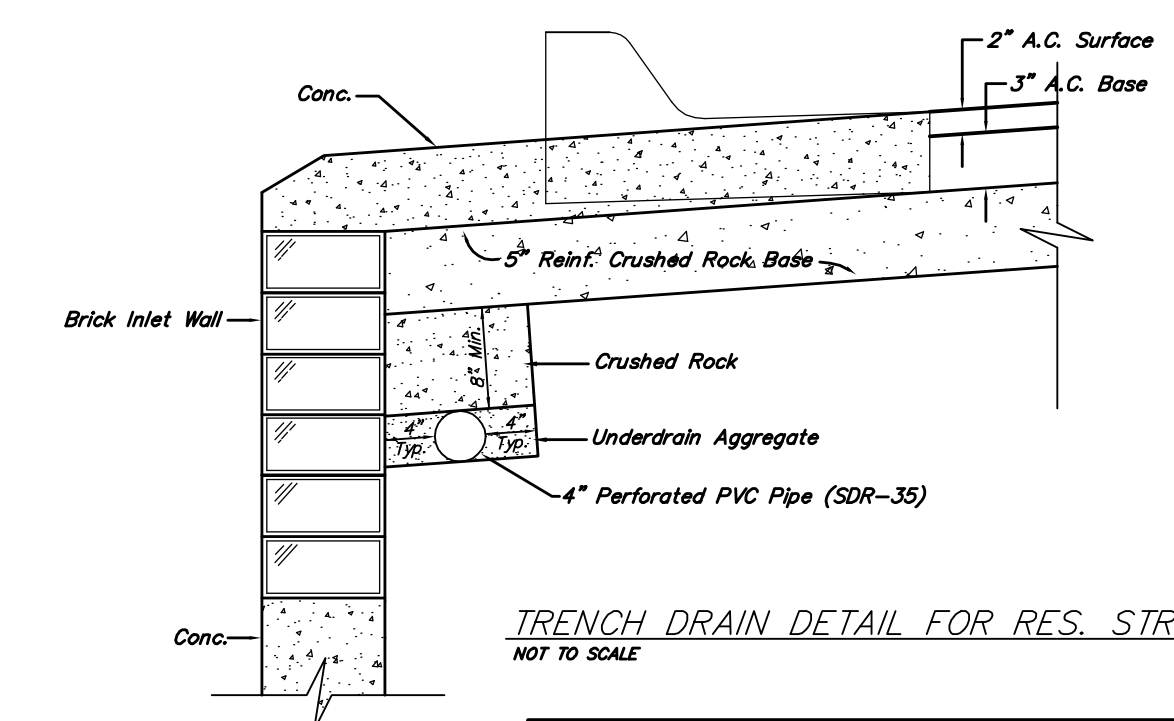 2" A.C. Surface
3" A.C. Base
Conc.
5" Reinf. Crushed Rock Base
Brick Inlet Wall
8" Min.
Crushed Rock
4"
Typ.
4"
Typ.
Underdrain Aggregate
4" Perforated PVC Pipe (SDR-35)
Conc.
TRENCH DRAIN DETAIL FOR RES. STR
NOT TO SCALE